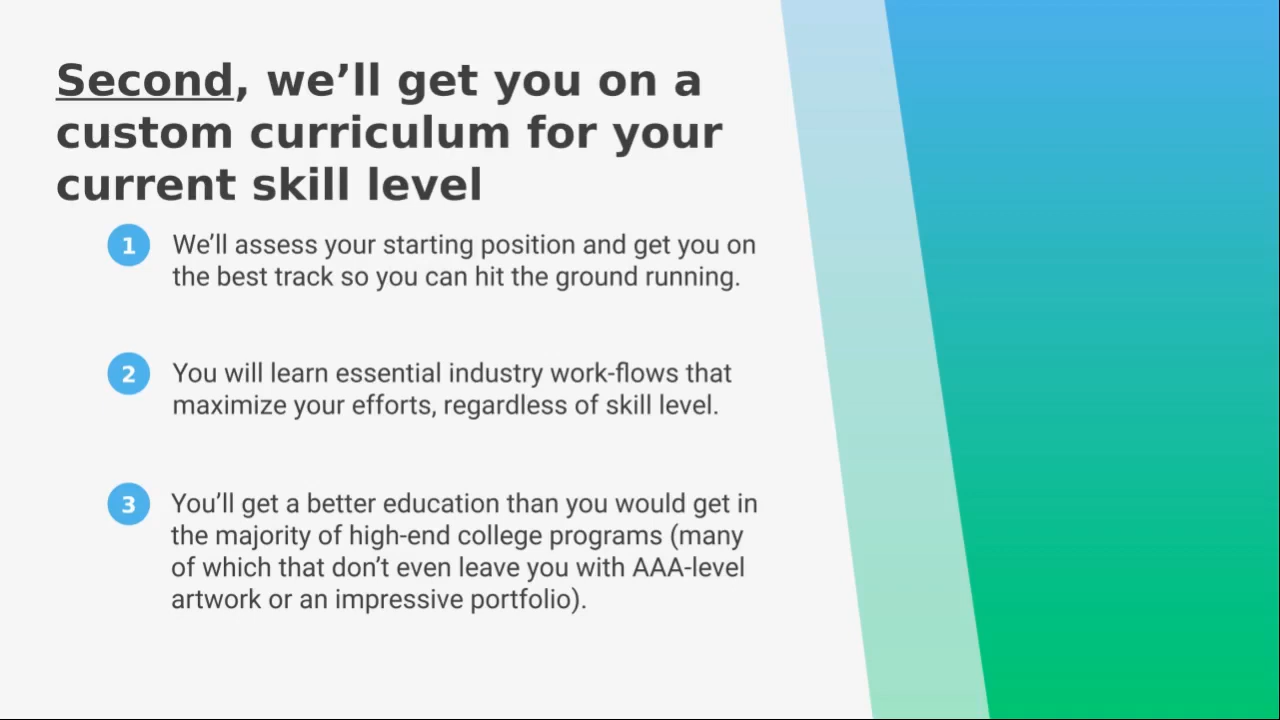 Second, we’ll get you on a
custom curriculum for your
current skill level
1 We’ll assess your starting position and get you on
the best track so you can hit the ground running.
2 You will learn essential industry work-flows that
maximize your efforts, regardless of skill level.
3 You’ll get a better education than you would get in
the majority of high-end college programs (many
of which that don’t even leave you with AAA-level
artwork or an impressive portfolio).